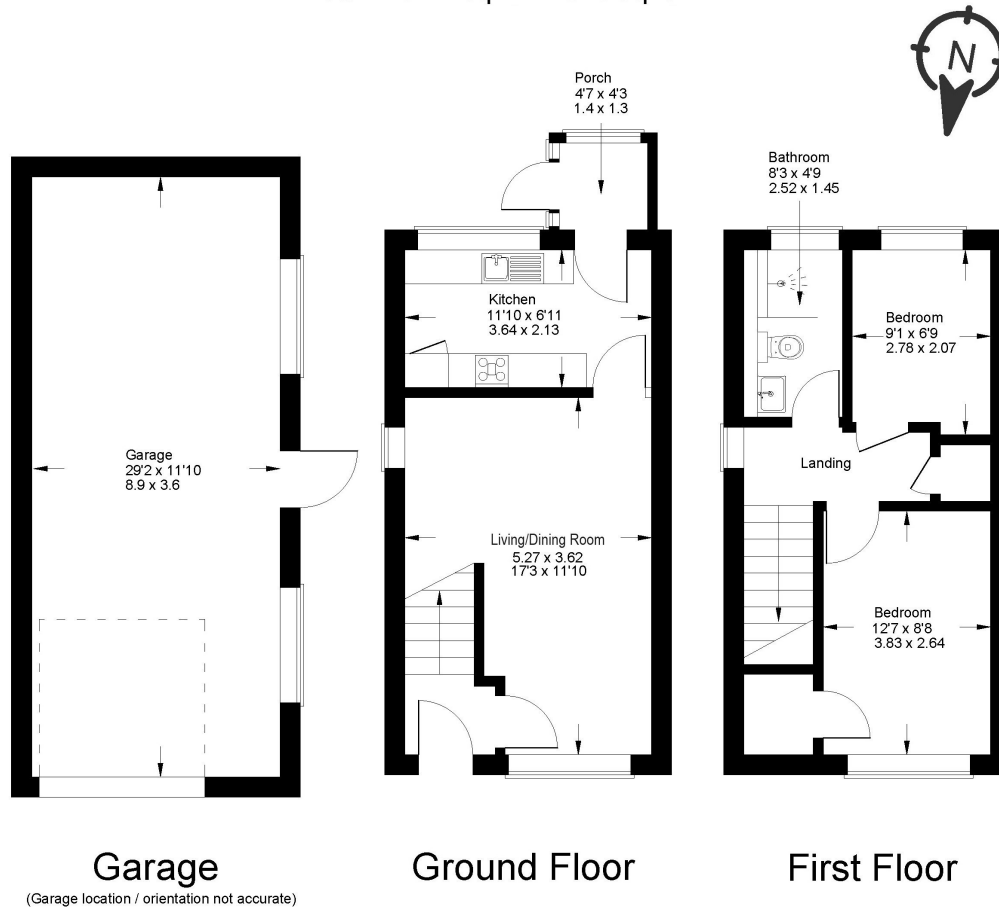 N
Porch
4'7 x 4'3
1.4 x 1.3
Bathroom
8'3 x 4'9
2.52 x 1.45
Kitchen
11'10 x 6'11
3.64 x 2.13
Bedroom
9'1 x 6'9
2.78 x 2.07
Garage
29'2 x 11'10
8.9 x 3.6
Landing
Living/Dining Room
5.27 x 3.62
17'3 x 11'10
Bedroom
12'7 x 8'8
3.83 x 2.64
Garage
(Garage location / orientation not accurate)
Ground Floor
First Floor